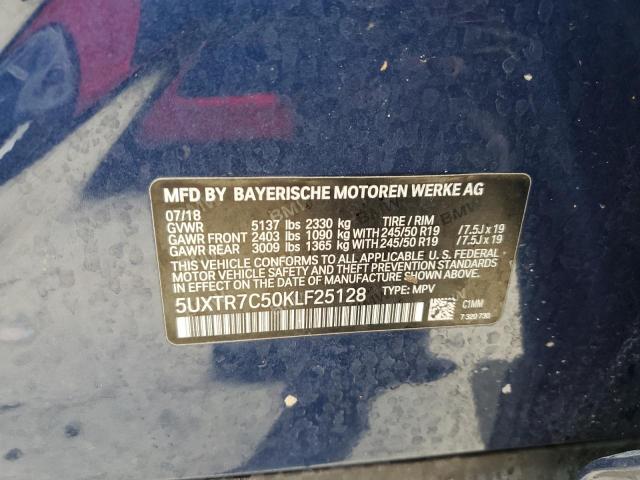 MFD BY BAYERISCHE MOTOREN WERKE AG
07/18
GVWR 5137 lbs 2330 kg TIRE / RIM
GAWR FRONT 2403 lbs 1090 kg WITH 245/50 R19 /7.5J x 19
GAWR REAR 3009 lbs 1365 kg WITH 245/50 R19 /7.5J x 19
THIS VEHICLE CONFORMS TO ALL APPLICABLE U. S. FEDERAL
MOTOR VEHICLE SAFETY AND THEFT PREVENTION STANDARDS IN
EFFECT ON THE DATE OF MANUFACTURE SHOWN ABOVE.
5UXTR7C50KLF25128 TYPE: MPV
C1MM
7 320 730